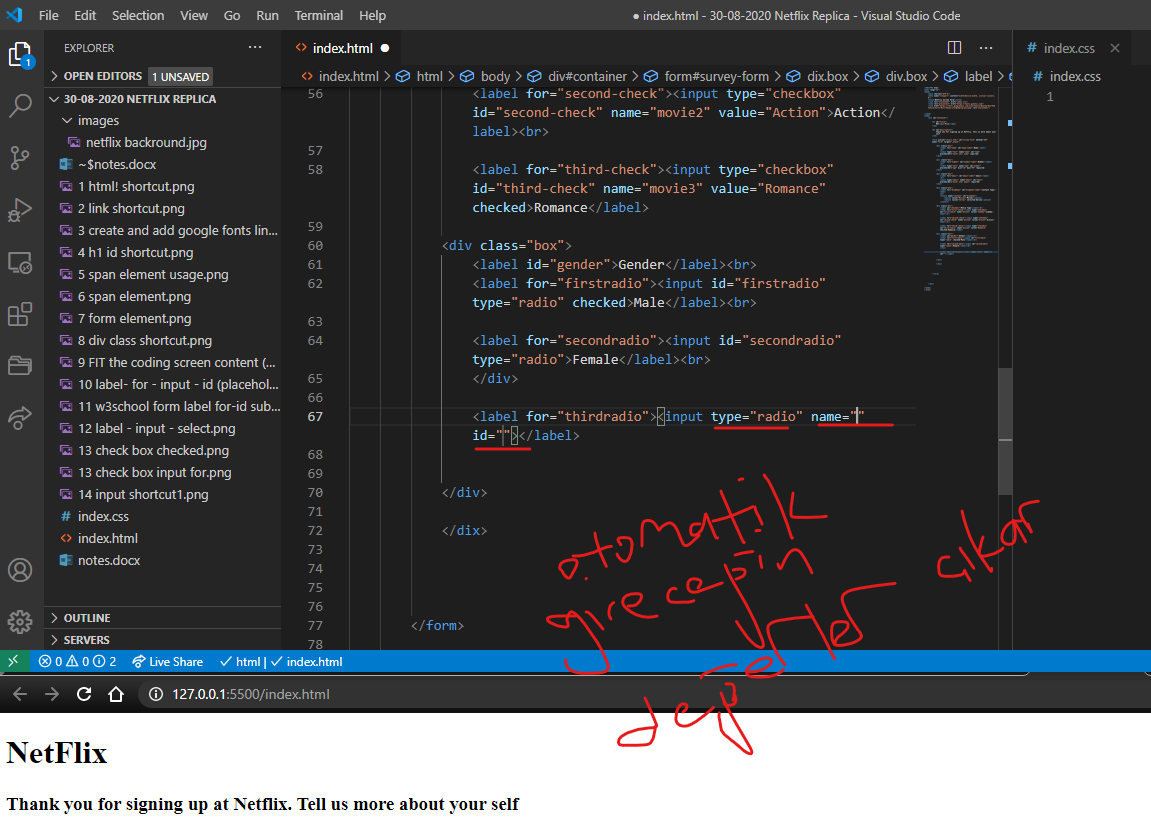 File Edit Selection View Go Run Terminal Help
● index.html - 30-08-2020 Netflix Replica - Visual Studio Code
EXPLORER ...
OPEN EDITORS 1 UNSAVED
30-08-2020 NETFLIX REPLICA
images
netflix backround.jpg
~$notes.docx
1 html! shortcut.png
2 link shortcut.png
3 create and add google fonts lin...
4 h1 id shortcut.png
5 span element usage.png
6 span element.png
7 form element.png
8 div class shortcut.png
9 FIT the coding screen content (...
10 label- for - input - id (placehol...
11 w3school form label for-id sub...
12 label - input - select.png
13 check box checked.png
13 check box input for.png
14 input shortcut1.png
# index.css
<> index.html
notes.docx
OUTLINE
SERVERS
1
<> index.html ●
<> index.html > html > body > div#container > form#survey-form > dix.box > div.box > label >
56 <label for="second-check"><input type="checkbox"
id="second-check" name="movie2" value="Action">Action</
label><br>
57
58 <label for="third-check"><input type="checkbox"
id="third-check" name="movie3" value="Romance"
checked>Romance</label>
59
60 <div class="box">
61 <label id="gender">Gender</label><br>
62 <label for="firstradio"><input id="firstradio"
type="radio" checked>Male</label><br>
63
64 <label for="secondradio"><input id="secondradio"
type="radio">Female</label><br>
65 </div>
66
67 <label for="thirdradio"><input type="radio" name=""
id=""></label>
68
69
70 </div>
71
72 </dix>
73
74
75
76
77 </form>
78
# index.css ×
# index.css
1
otomatik
girecepin
deęerler cıkar
0 0 2 Live Share ✓ html | ✓ index.html
127.0.0.1:5500/index.html
NetFlix
Thank you for signing up at Netflix. Tell us more about your self